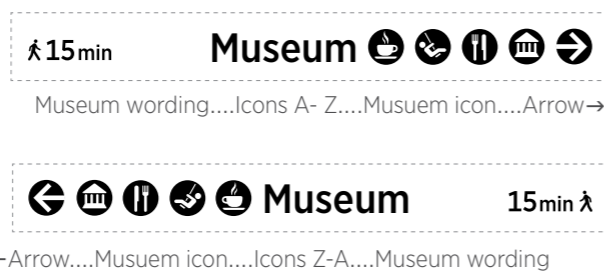 15min Museum
Museum wording....Icons A- Z....Musuem icon....Arrow→
Museum 15min
-Arrow....Musuem icon....Icons Z-A....Museum wording